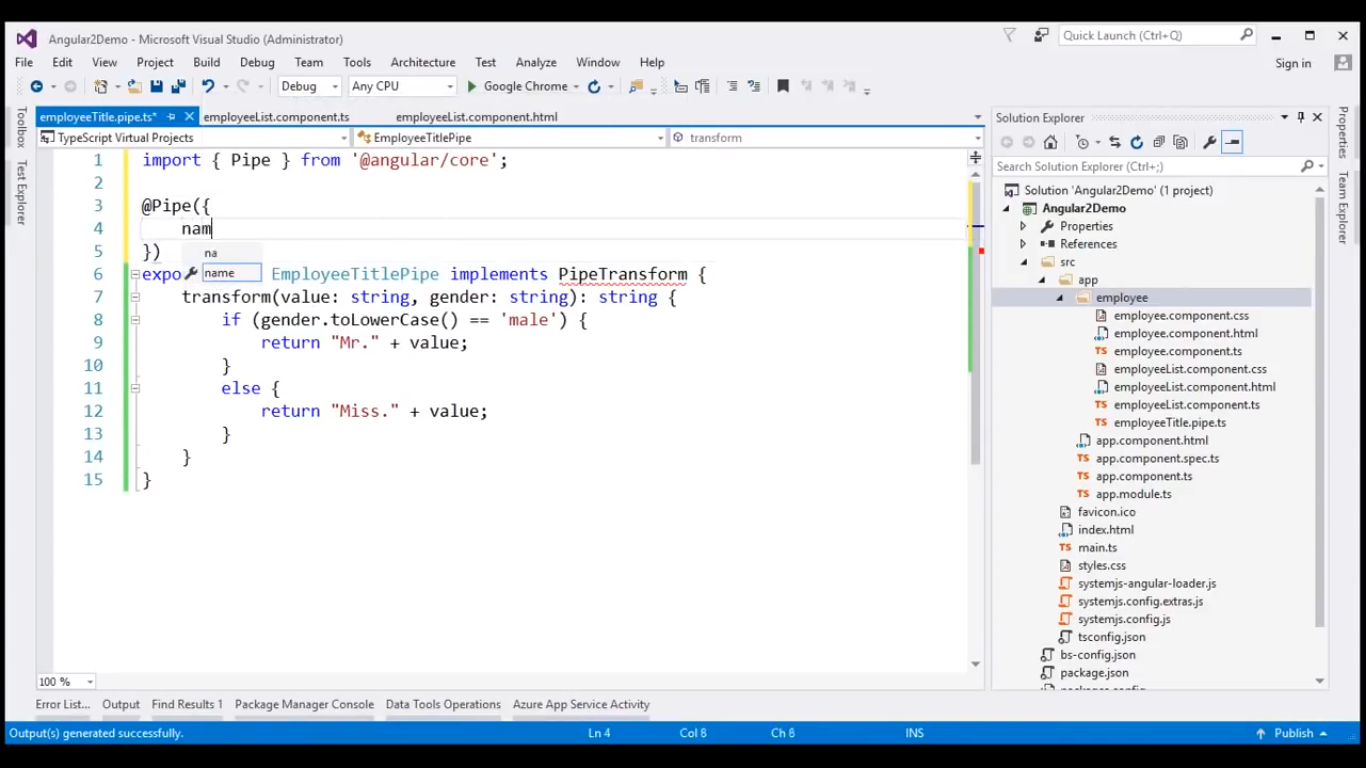 Angular2Demo - Microsoft Visual Studio (Administrator)
Quick Launch (Ctrl+Q)
File Edit View Project Build Debug Team Tools Architecture Test Analyze Window Help
Sign in
Debug Any CPU Google Chrome
employeeTitle.pipe.ts* employeeList.component.ts employeeList.component.html
TypeScript Virtual Projects EmployeeTitlePipe transform
Toolbox
Test Explorer
1 import { Pipe } from '@angular/core';
2
3 @Pipe({
4 nam
5 })
na
name
6 expo EmployeeTitlePipe implements PipeTransform {
7 transform(value: string, gender: string): string {
8 if (gender.toLowerCase() == 'male') {
9 return "Mr." + value;
10 }
11 else {
12 return "Miss." + value;
13 }
14 }
15 }
100 %
Solution Explorer
Search Solution Explorer (Ctrl+;)
Solution 'Angular2Demo' (1 project)
Angular2Demo
Properties
References
src
app
employee
employee.component.css
employee.component.html
TS employee.component.ts
employeeList.component.css
employeeList.component.html
TS employeeList.component.ts
TS employeeTitle.pipe.ts
app.component.html
TS app.component.spec.ts
TS app.component.ts
TS app.module.ts
favicon.ico
index.html
TS main.ts
styles.css
systemjs-angular-loader.js
systemjs.config.extras.js
systemjs.config.js
tsconfig.json
bs-config.json
package.json
Properties
Team Explorer
Error List... Output Find Results 1 Package Manager Console Data Tools Operations Azure App Service Activity
Output(s) generated successfully. Ln 4 Col 8 Ch 8 INS Publish